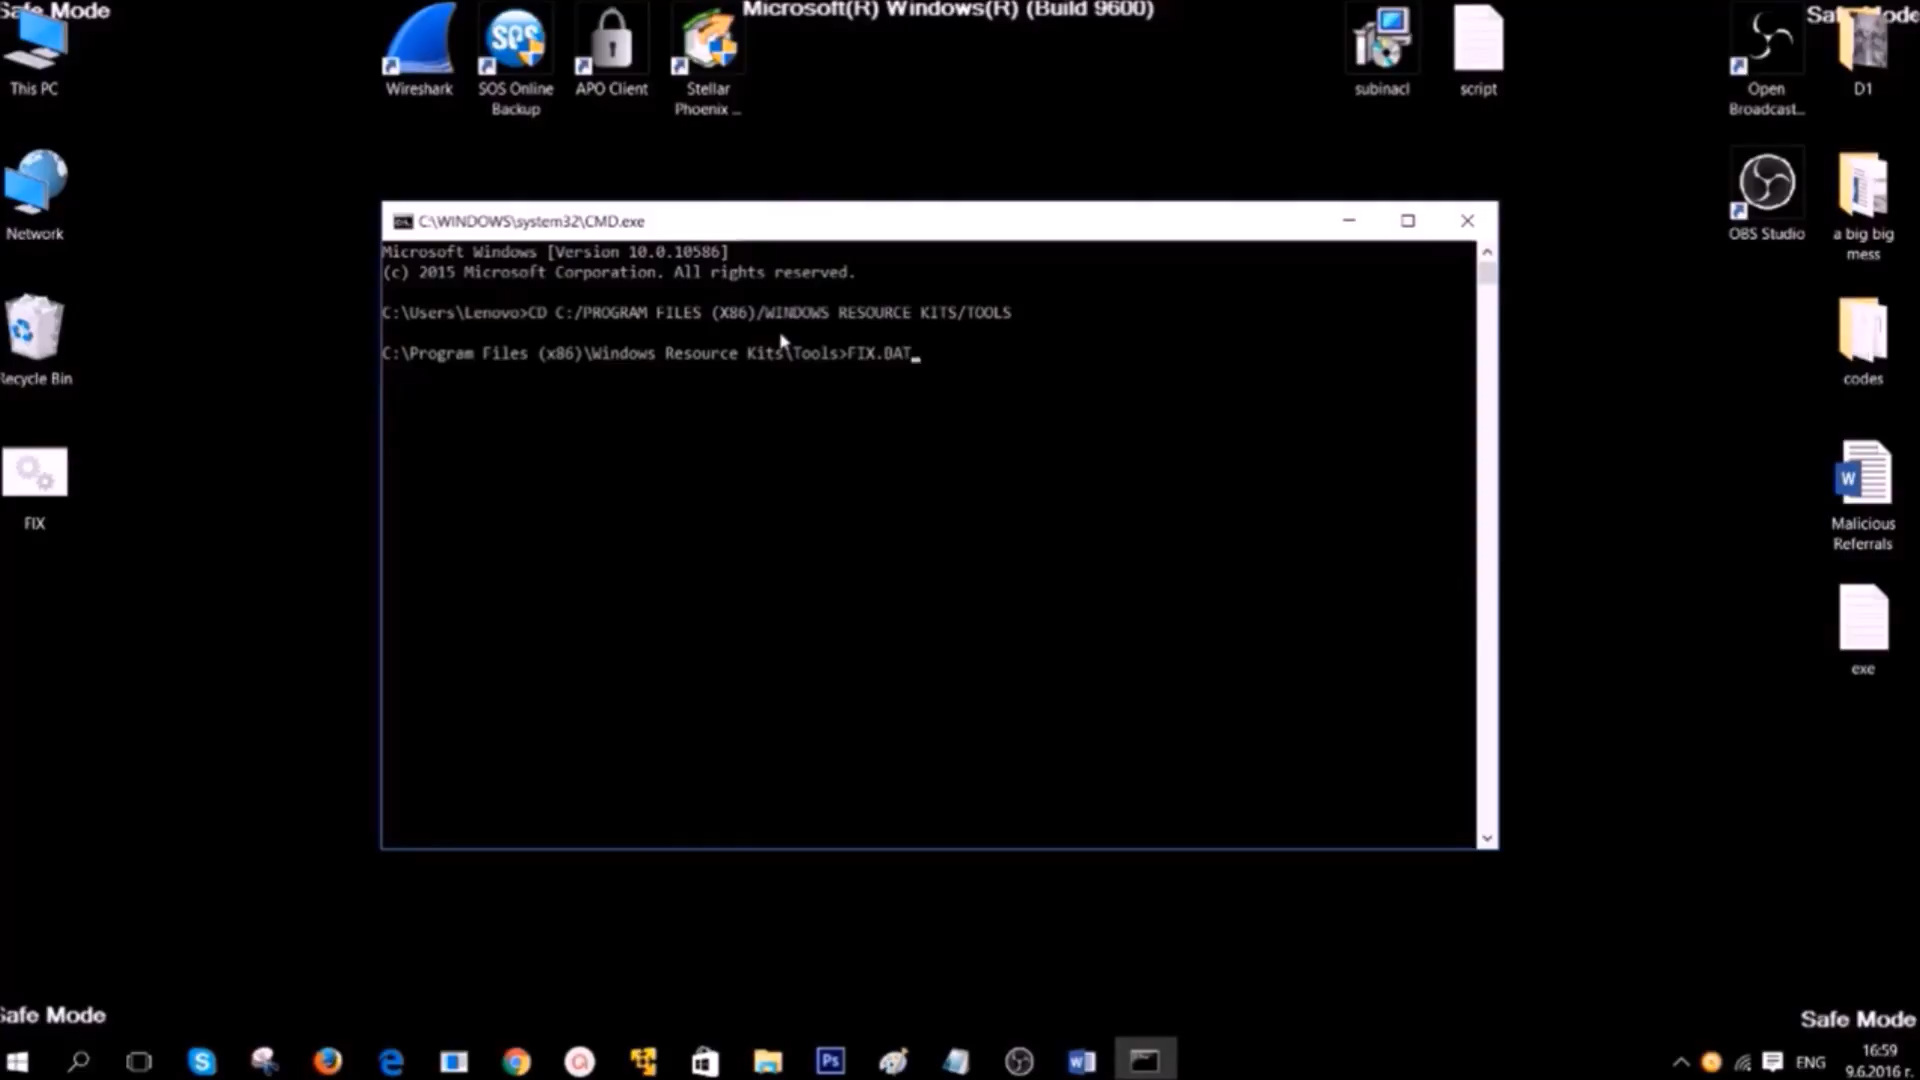 Safe Mode
Microsoft(R) Windows(R) (Build 9600)
Safe Mode
This PC
Wireshark
SOS Online
Backup
APO Client
Stellar
Phoenix ...
subinacl
script
Open
Broadcast...
D1
Network
OBS Studio
a big big
mess
C:\WINDOWS\system32\CMD.exe
Microsoft Windows [Version 10.0.10586]
(c) 2015 Microsoft Corporation. All rights reserved.
C:\Users\Lenovo>CD C:/PROGRAM FILES (X86)/WINDOWS RESOURCE KITS/TOOLS
C:\Program Files (x86)\Windows Resource Kits\Tools>FIX.BAT_
Recycle Bin
codes
FIX
Malicious
Referrals
exe
Safe Mode
Safe Mode
ENG
16:59
9.6.2016 г.